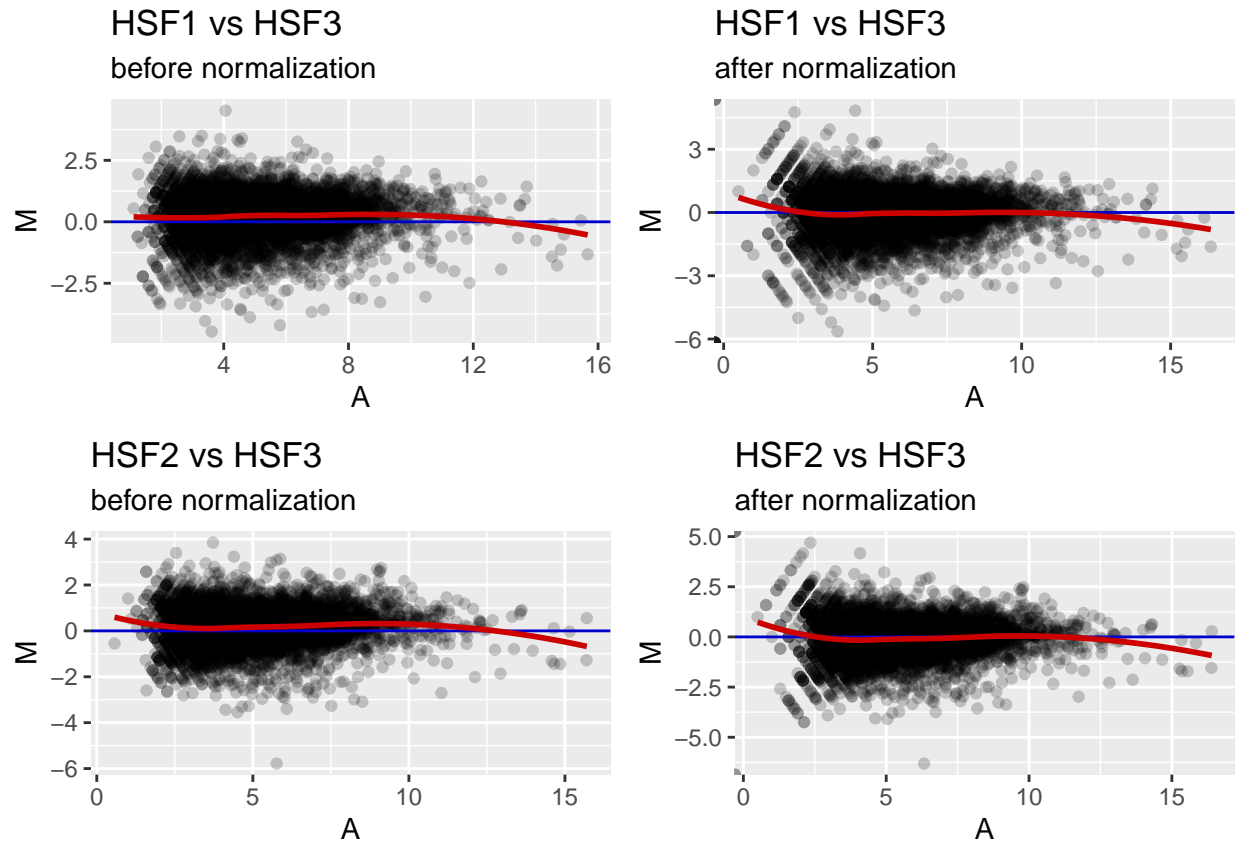 HSF1 vs HSF3
before normalization
2.5
0.0
−2.5
M
4
8
12
16
A
HSF1 vs HSF3
after normalization
3
0
−3
−6
M
0
5
10
15
A
HSF2 vs HSF3
before normalization
4
2
0
−2
−4
−6
M
0
5
10
15
A
HSF2 vs HSF3
after normalization
5.0
2.5
0.0
−2.5
−5.0
M
0
5
10
15
A